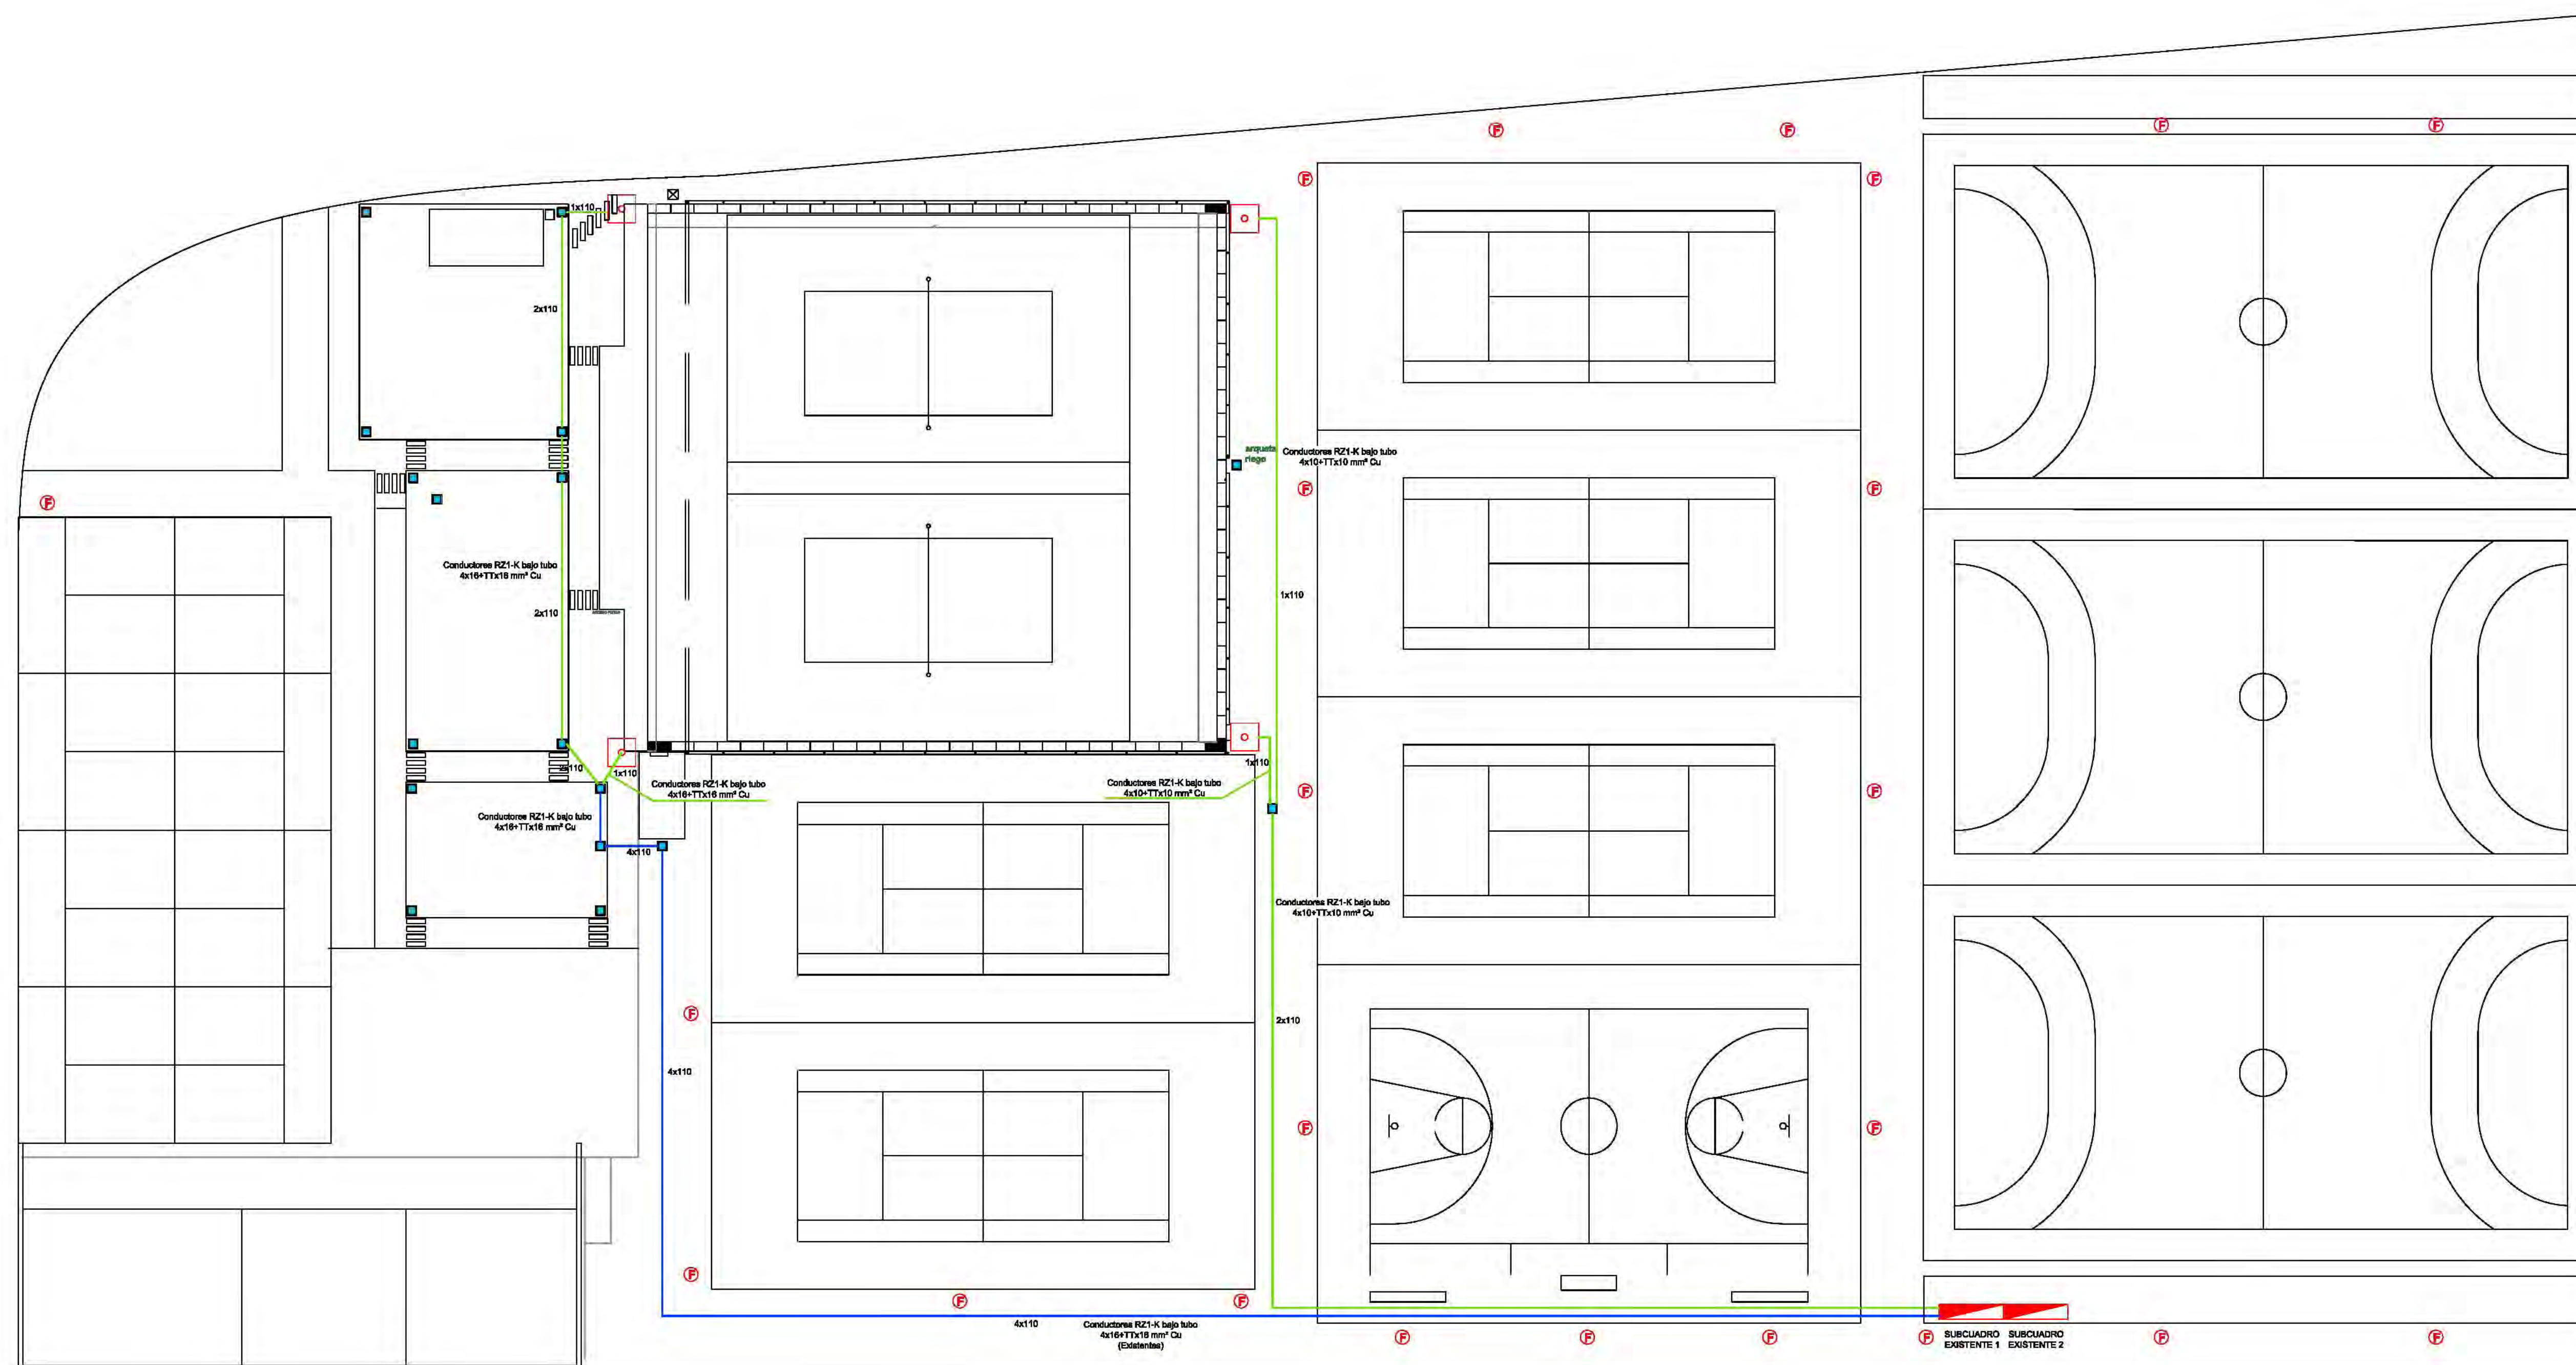 F
F
F
F
F
F
F
1x110
2x110
arqueta
riego
Conductores RZ1-K bajo tubo
4x10+TTx10 mm² Cu
F
F
F
Conductores RZ1-K bajo tubo
4x16+TTx16 mm² Cu
2x110
1x110
2x110
1x110
1x110
Conductores RZ1-K bajo tubo
4x16+TTx16 mm² Cu
Conductores RZ1-K bajo tubo
4x10+TTx10 mm² Cu
F
F
Conductores RZ1-K bajo tubo
4x16+TTx16 mm² Cu
4x110
Conductores RZ1-K bajo tubo
4x10+TTx10 mm² Cu
F
2x110
4x110
F
F
F
F
F
4x110
Conductores RZ1-K bajo tubo
4x16+TTx16 mm² Cu
(Existentes)
F
F
F
F
SUBCUADRO
EXISTENTE 1
SUBCUADRO
EXISTENTE 2
F
F